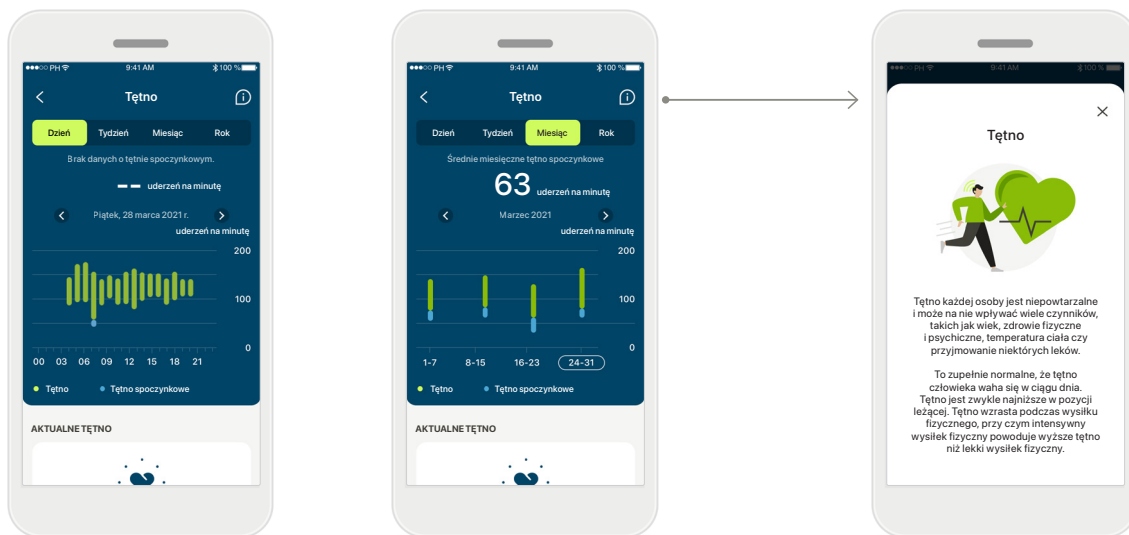 PH 9:41 AM 100 %
Tętno
Dzień Tydzień Miesiąc Rok
Brak danych o tętnie spoczynkowym.
-- uderzeń na minutę
Piątek, 28 marca 2021 r.
uderzeń na minutę
200
100
0
00 03 06 09 12 15 18 21
Tętno Tętno spoczynkowe
AKTUALNE TĘTNO
PH 9:41 AM 100 %
Tętno
Dzień Tydzień Miesiąc Rok
Średnie miesięczne tętno spoczynkowe
63 uderzeń na minutę
Marzec 2021
uderzeń na minutę
200
100
0
1-7 8-15 16-23 24-31
Tętno Tętno spoczynkowe
AKTUALNE TĘTNO
PH 9:41 AM 100 %
Tętno
Tętno każdej osoby jest niepowtarzalne
i może na nie wpływać wiele czynników,
takich jak wiek, zdrowie fizyczne
i psychiczne, temperatura ciała czy
przyjmowanie niektórych leków.
To zupełnie normalne, że tętno
człowieka waha się w ciągu dnia.
Tętno jest zwykle najniższe w pozycji
leżącej. Tętno wzrasta podczas wysiłku
fizycznego, przy czym intensywny
wysiłek fizyczny powoduje wyższe tętno
niż lekki wysiłek fizyczny.